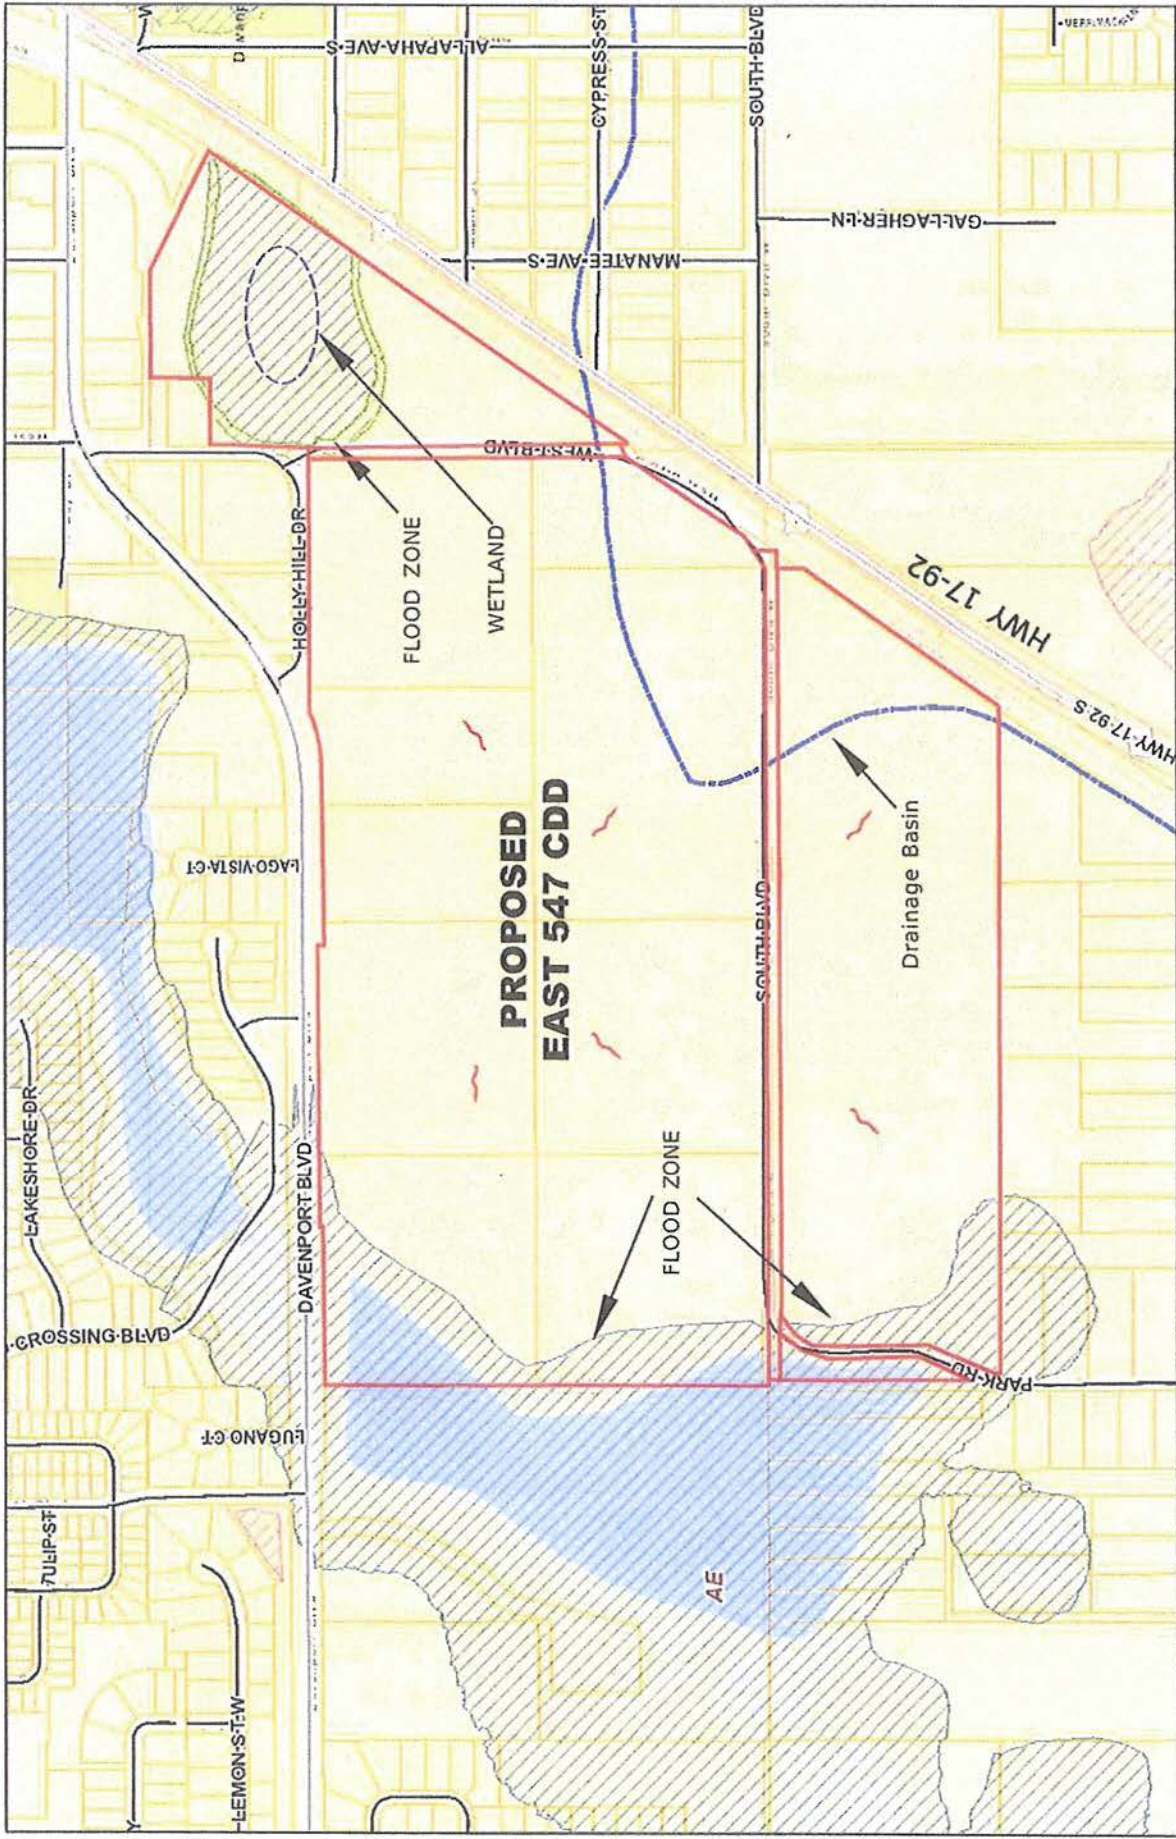 ALLAPAHA-AVE-S
CYPRESS-ST
SOUTH-BLVD
MERRIMACK-LN
GALLAGHER-LN
MANATEE-AVE-S
WEST-BLVD
HOLLY-HILL-DR
FLOOD ZONE
WETLAND
HWY 17-92
HWY-17-92-S
LAGO-VISTA-CT
PROPOSED
EAST 547 CDD
SOUTH-BLVD
Drainage Basin
LAKESHORE-DR
DAVENPORT-BLVD
FLOOD ZONE
CROSSING-BLVD
PARK-RD
LUGANO-CT
TULIP-ST
AE
LEMON-ST-W
Y